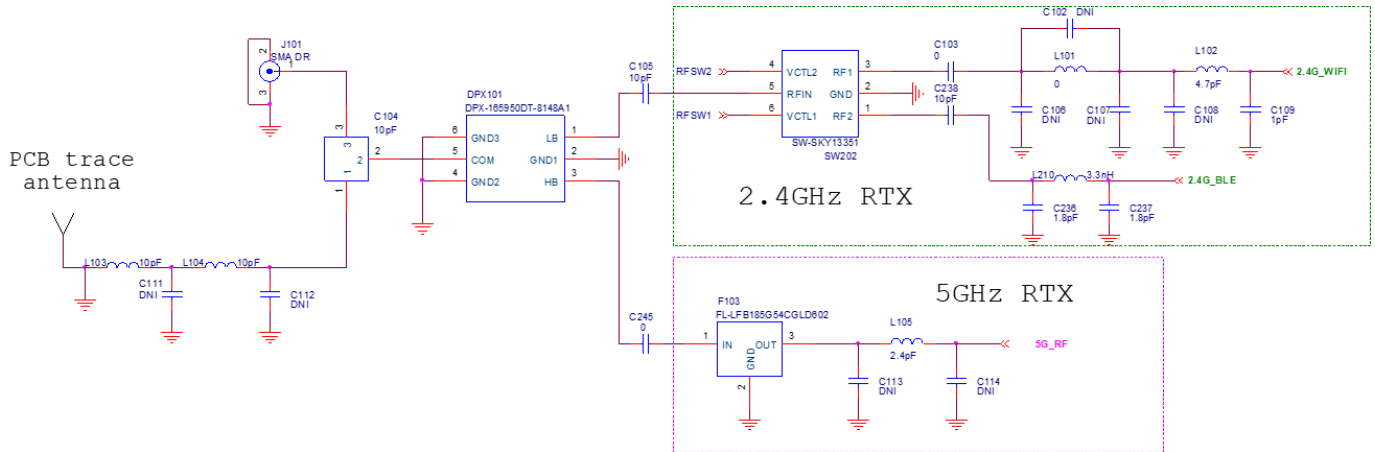 C102 DNI
J101
SMA DR
2
1
3
C103
0
L101
0
L102
4.7pF
2.4G_WIFI
C105
10pF
RFSW2
4
VCTL2
RF1
3
5
RFIN
GND
2
RFSW1
6
VCTL1
RF2
1
SW-SKY13351
SW202
C238
10pF
C106
DNI
C107
DNI
C108
DNI
C109
1pF
DPX101
DPX-165950DT-8148A1
C104
10pF
3
3
2
2
1
1
6
GND3
LB
1
5
COM
GND1
2
4
GND2
HB
3
PCB trace
antenna
2.4GHz RTX
L210
3.3nH
2.4G_BLE
C236
1.8pF
C237
1.8pF
L103
10pF
L104
10pF
C111
DNI
C112
DNI
5GHz RTX
F103
FL-LFB185G54CGLD602
C245
0
1
IN
OUT
3
GND
2
L105
2.4pF
5G_RF
C113
DNI
C114
DNI